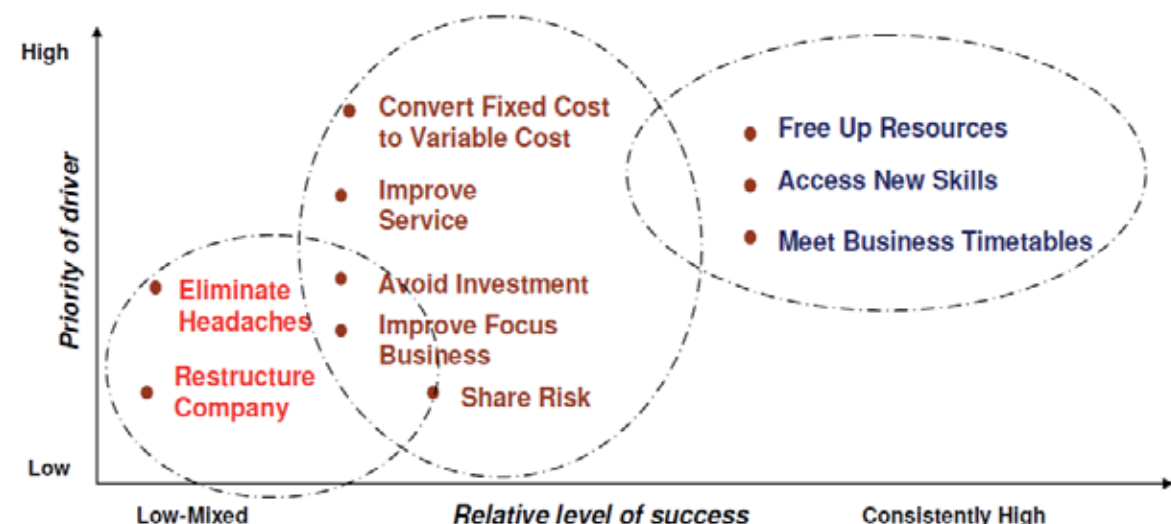 High
Convert Fixed Cost
to Variable Cost
Free Up Resources
Improve
Service
Access New Skills
Meet Business Timetables
Priority of driver
Eliminate
Headaches
Avoid Investment
Improve Focus
Business
Restructure
Company
Share Risk
Low
Low-Mixed
Relative level of success
Consistently High